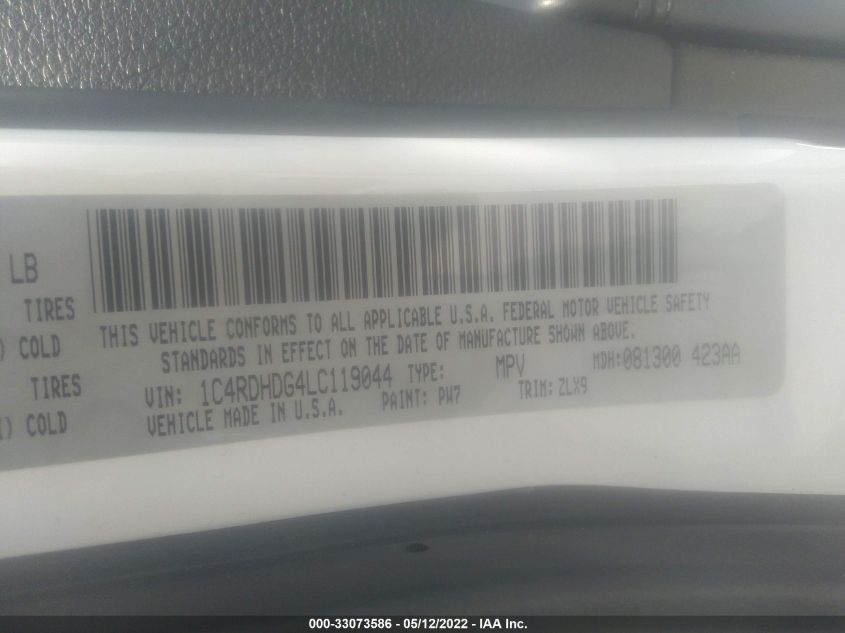 LB
TIRES
) COLD
TIRES
) COLD
THIS VEHICLE CONFORMS TO ALL APPLICABLE U.S.A. FEDERAL MOTOR VEHICLE SAFETY
STANDARDS IN EFFECT ON THE DATE OF MANUFACTURE SHOWN ABOVE.
VIN: 1C4RDHDG4LC119044 TYPE: MPV MDH:081300 423AA
VEHICLE MADE IN U.S.A. PAINT: PW7 TRIM: ZLX9
000-33073586 - 05/12/2022 - IAA Inc.